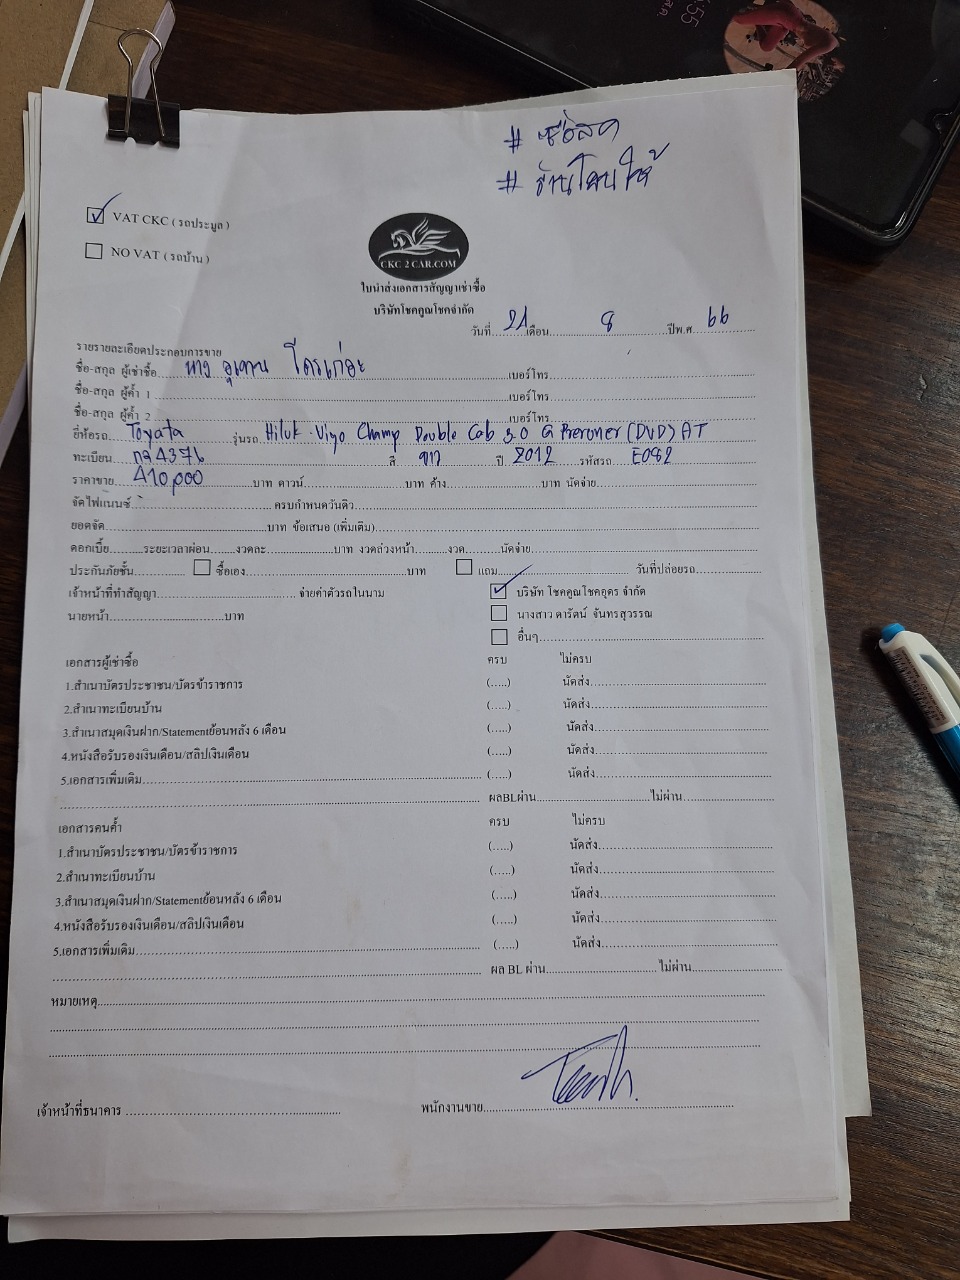 # ซื้อสด
# ร้านโอนให้
VAT CKC ( รถประมูล )
NO VAT ( รถบ้าน )
CKC 2 CAR.COM
ใบนำส่งเอกสารสัญญาเช่าซื้อ
บริษัทโชคคูณโชคจำกัด
วันที่ 21 เดือน 8 ปีพ.ศ 66
รายรายละเอียดประกอบการขาย
ชื่อ-สกุล ผู้เช่าซื้อ นาง เบอร์โทร
ชื่อ-สกุล ผู้ค้ำ 1 เบอร์โทร
ชื่อ-สกุล ผู้ค้ำ 2 เบอร์โทร
ยี่ห้อรถ Toyata รุ่นรถ Hiluk Vigo Champ Double Cab 3.0 G Preruner (DVD) AT
ทะเบียน กจ4376 สี ขาว ปี 2012 รหัสรถ E082
ราคาขาย 410,000 บาท ดาวน์ บาท ค้าง บาท นัดจ่าย
จัดไฟแนนซ์ ครบกำหนดวันดิว
ยอดจัด บาท ข้อเสนอ (เพิ่มเติม)
ดอกเบี้ย ระยะเวลาผ่อน งวดละ บาท งวดล่วงหน้า งวด นัดจ่าย
ประกันภัยชั้น ซื้อเอง บาท แถม วันที่ปล่อยรถ
เจ้าหน้าที่ทำสัญญา จ่ายค่าตัวรถในนาม บริษัท โชคคูณโชคอุดร จำกัด
นายหน้า บาท นางสาว ดารัตน์ จันทรสุวรรณ
อื่นๆ
เอกสารผู้เช่าซื้อ ครบ ไม่ครบ
1.สำเนาบัตรประชาชน/บัตรข้าราชการ (.....) นัดส่ง
2.สำเนาทะเบียนบ้าน (.....) นัดส่ง
3.สำเนาสมุดเงินฝาก/Statementย้อนหลัง 6 เดือน (.....) นัดส่ง
4.หนังสือรับรองเงินเดือน/สลิปเงินเดือน (.....) นัดส่ง
5.เอกสารเพิ่มเติม (.....) นัดส่ง
ผลBLผ่าน ไม่ผ่าน
เอกสารคนค้ำ ครบ ไม่ครบ
1.สำเนาบัตรประชาชน/บัตรข้าราชการ (.....) นัดส่ง
2.สำเนาทะเบียนบ้าน (.....) นัดส่ง
3.สำเนาสมุดเงินฝาก/Statementย้อนหลัง 6 เดือน (.....) นัดส่ง
4.หนังสือรับรองเงินเดือน/สลิปเงินเดือน (.....) นัดส่ง
5.เอกสารเพิ่มเติม (.....) นัดส่ง
ผล BL ผ่าน ไม่ผ่าน
หมายเหตุ
เจ้าหน้าที่ธนาคาร พนักงานขาย